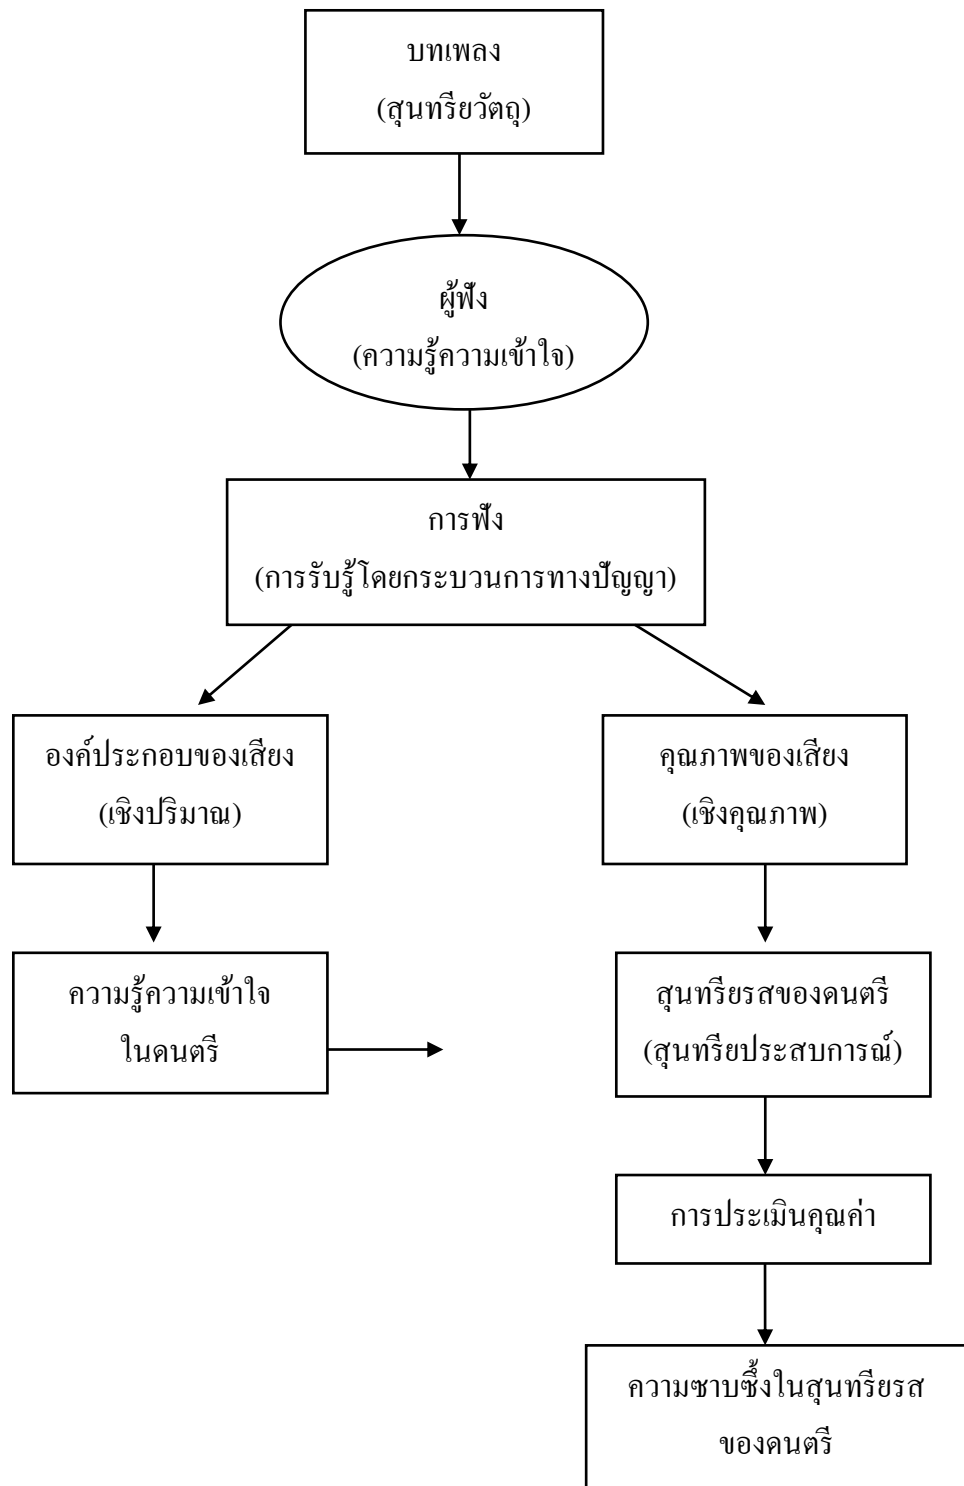 บทเพลง
(สุนทรียวัตถุ)
ผู้ฟัง
(ความรู้ความเข้าใจ)
การฟัง
(การรับรู้โดยกระบวนการทางปัญญา)
องค์ประกอบของเสียง
(เชิงปริมาณ)
คุณภาพของเสียง
(เชิงคุณภาพ)
ความรู้ความเข้าใจ
ในดนตรี
สุนทรียรสของดนตรี
(สุนทรียประสบการณ์)
การประเมินคุณค่า
ความซาบซึ้งในสุนทรียรส
ของดนตรี